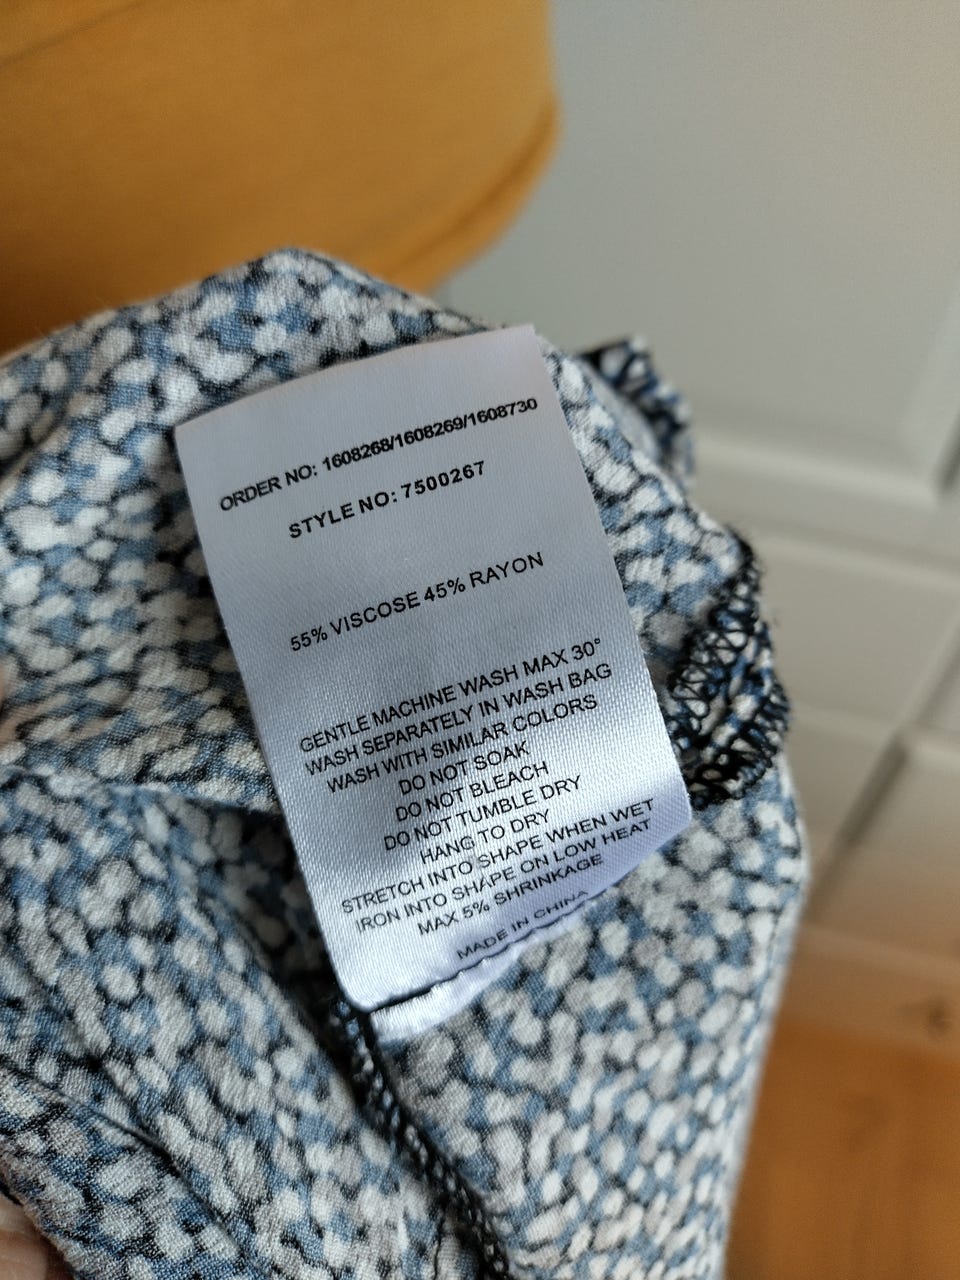 ORDER NO: 1608268/1608269/1608730
STYLE NO: 7500267
55% VISCOSE 45% RAYON
GENTLE MACHINE WASH MAX 30°
WASH SEPARATELY IN WASH BAG
WASH WITH SIMILAR COLORS
DO NOT SOAK
DO NOT BLEACH
DO NOT TUMBLE DRY
HANG TO DRY
STRETCH INTO SHAPE WHEN WET
IRON INTO SHAPE ON LOW HEAT
MAX 5% SHRINKAGE
MADE IN CHINA